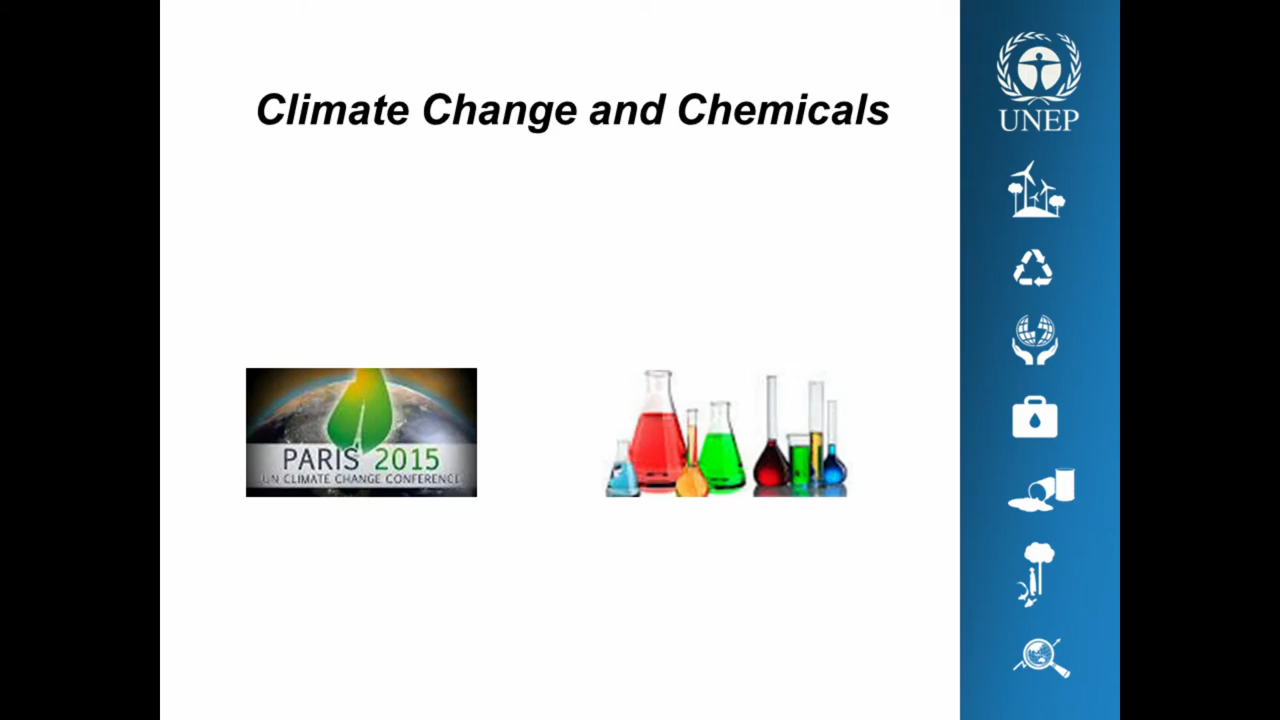 Climate Change and Chemicals
UNEP
PARIS 2015
UN CLIMATE CHANGE CONFERENCE